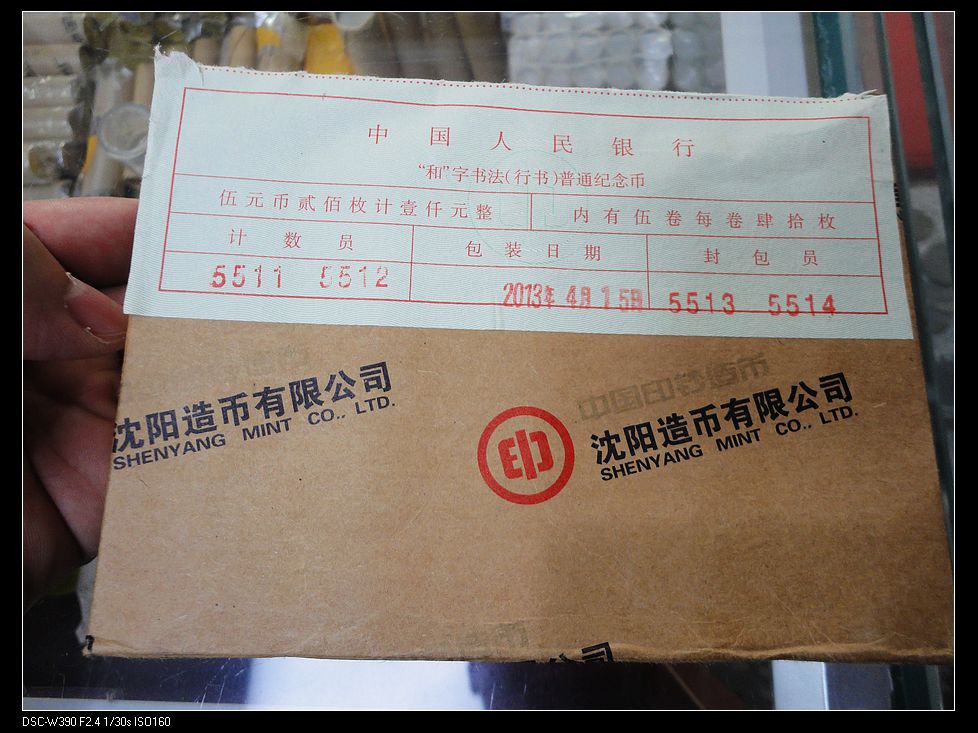 中国人民银行
“和”字书法(行书)普通纪念币
伍元币贰佰枚计壹仟元整 内有伍卷每卷肆拾枚
计数员 包装日期 封包员
5511 5512 2013年 4月 15日 5513 5514
沈阳造币有限公司
SHENYANG MINT CO., LTD.
中国印钞造币
印
沈阳造币有限公司
SHENYANG MINT CO., LTD.
公司
DSC-W390 F2.4 1/30s ISO160